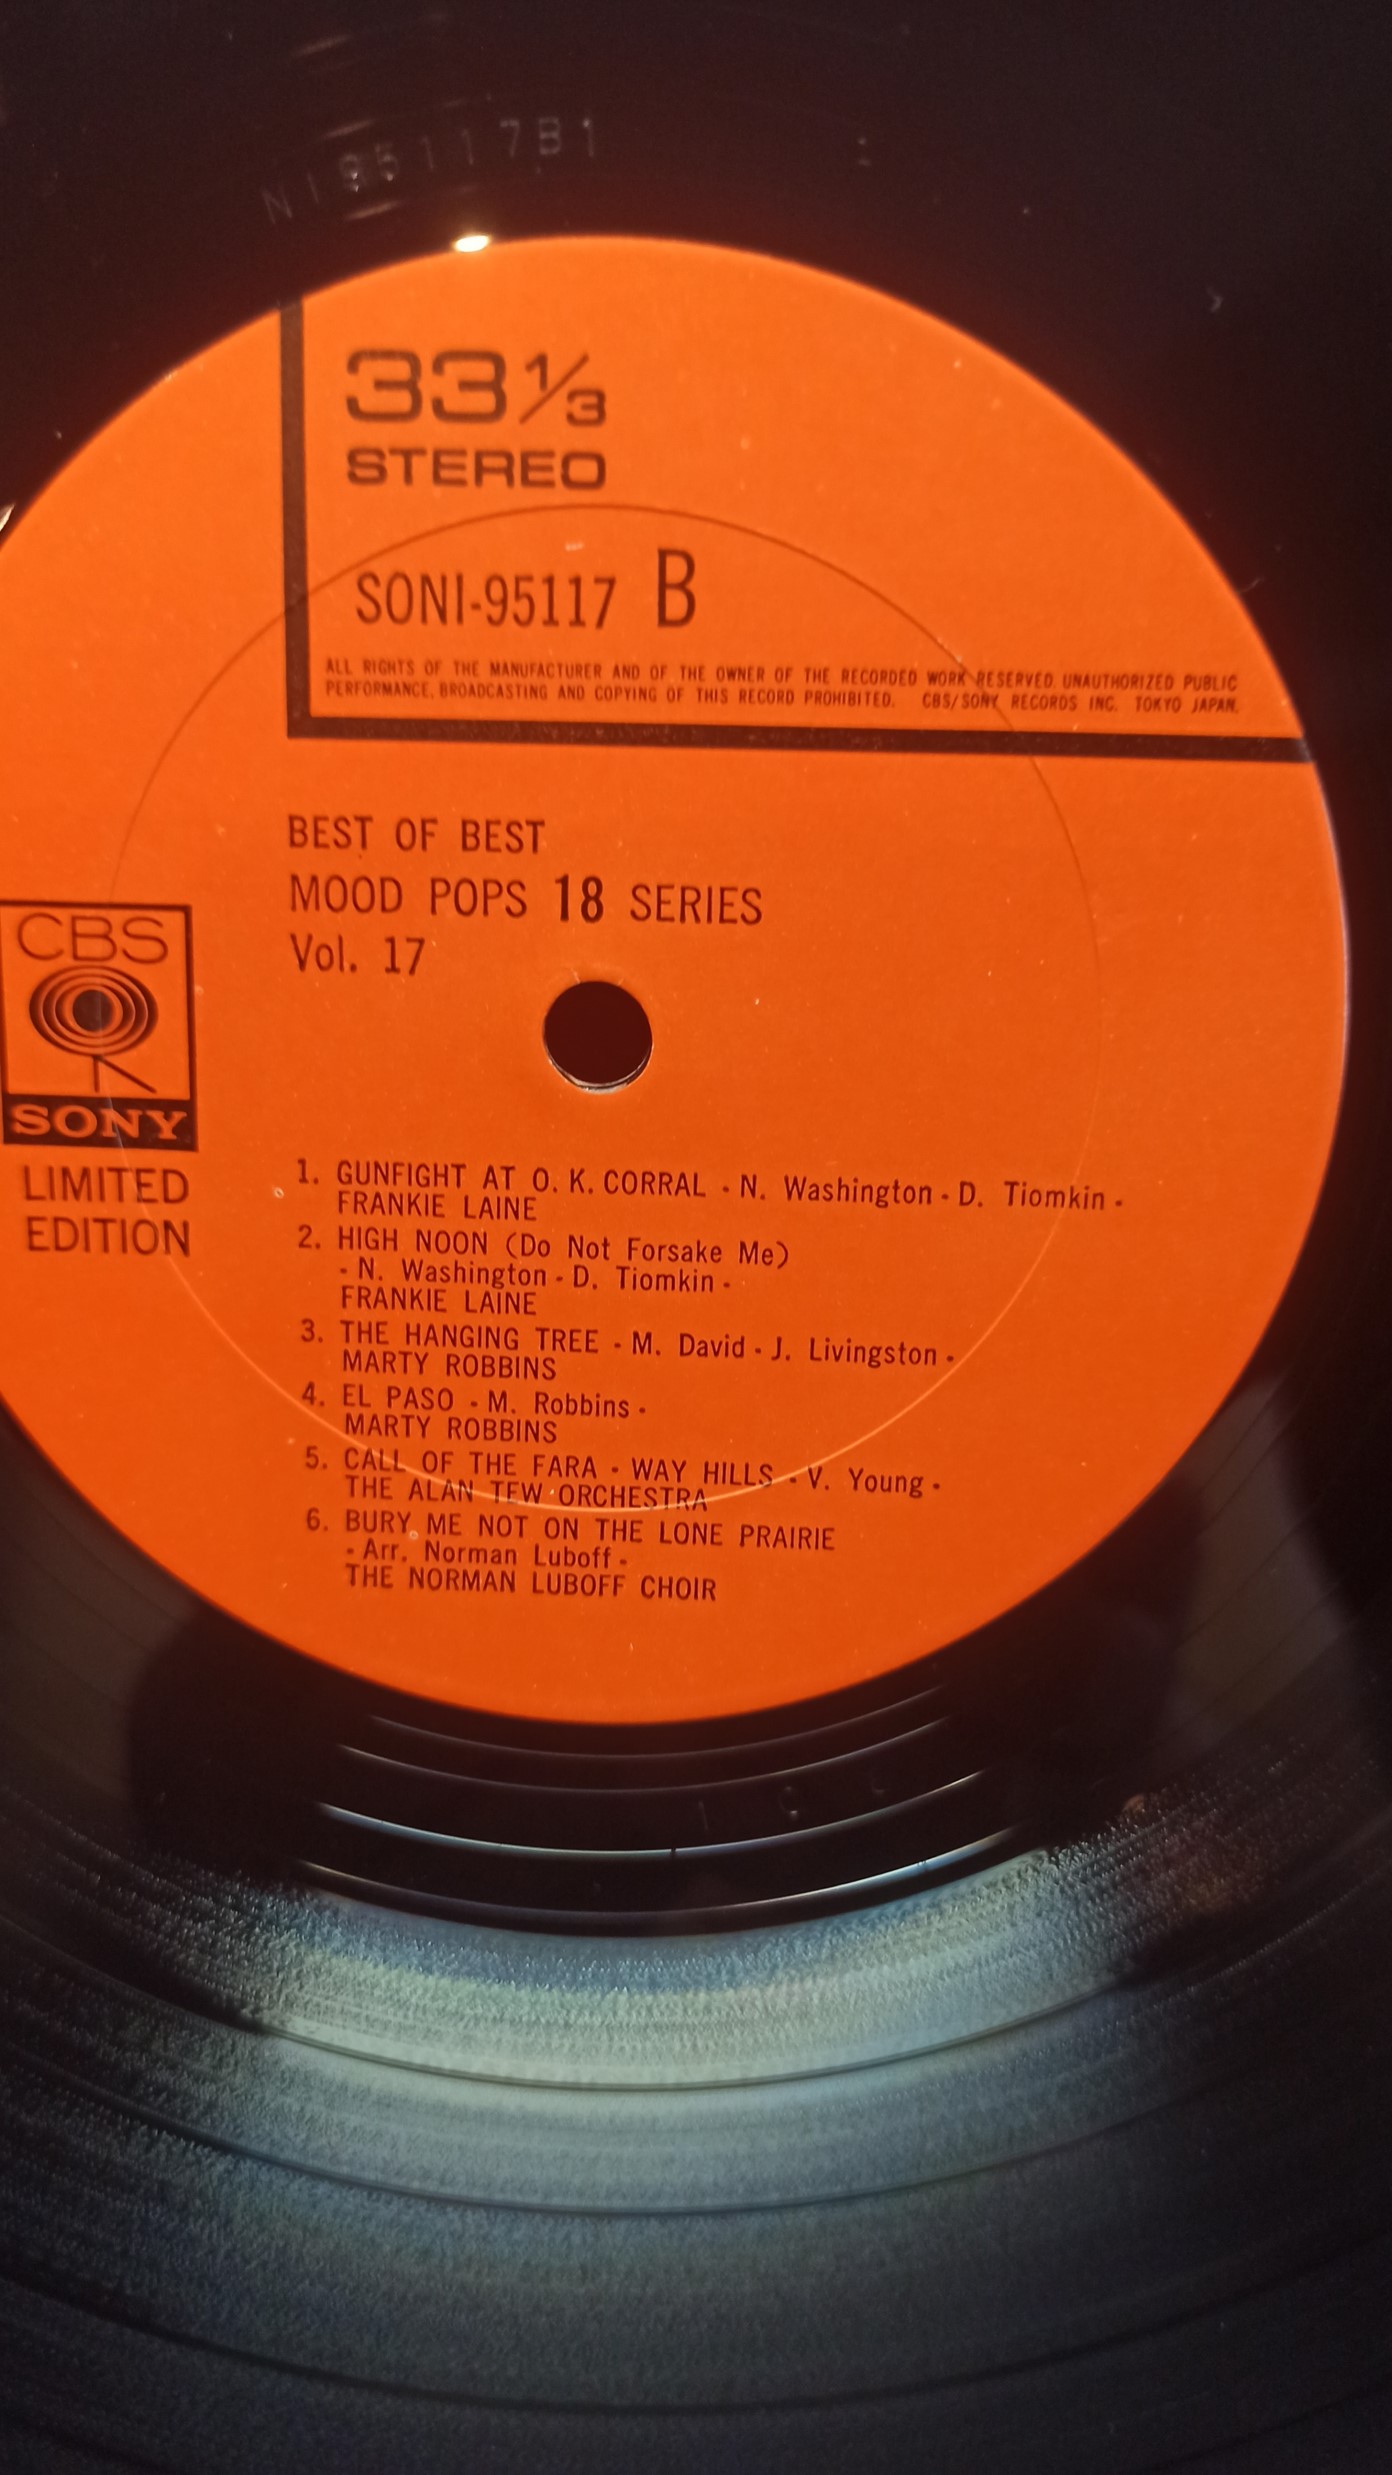 NI95117B1
33 1/3
STEREO
SONI-95117 B
ALL RIGHTS OF THE MANUFACTURER AND OF THE OWNER OF THE RECORDED WORK RESERVED. UNAUTHORIZED PUBLIC
PERFORMANCE, BROADCASTING AND COPYING OF THIS RECORD PROHIBITED. CBS/SONY RECORDS INC. TOKYO JAPAN.
BEST OF BEST
MOOD POPS 18 SERIES
Vol. 17
CBS
SONY
LIMITED
EDITION
1. GUNFIGHT AT O. K. CORRAL - N. Washington - D. Tiomkin -
FRANKIE LAINE
2. HIGH NOON (Do Not Forsake Me)
- N. Washington - D. Tiomkin -
FRANKIE LAINE
3. THE HANGING TREE - M. David - J. Livingston -
MARTY ROBBINS
4. EL PASO - M. Robbins -
MARTY ROBBINS
5. CALL OF THE FARA - WAY HILLS - V. Young -
THE ALAN TEW ORCHESTRA
6. BURY ME NOT ON THE LONE PRAIRIE
- Arr. Norman Luboff -
THE NORMAN LUBOFF CHOIR